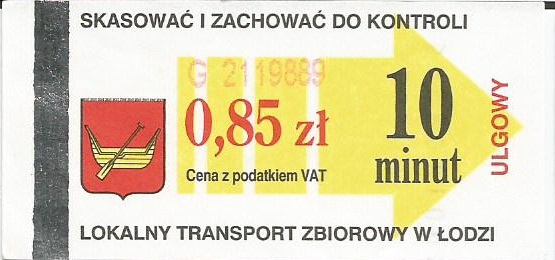 SKASOWAĆ I ZACHOWAĆ DO KONTROLI
G 2119889
0,85 zł
10
minut
ULGOWY
Cena z podatkiem VAT
LOKALNY TRANSPORT ZBIOROWY W ŁODZI